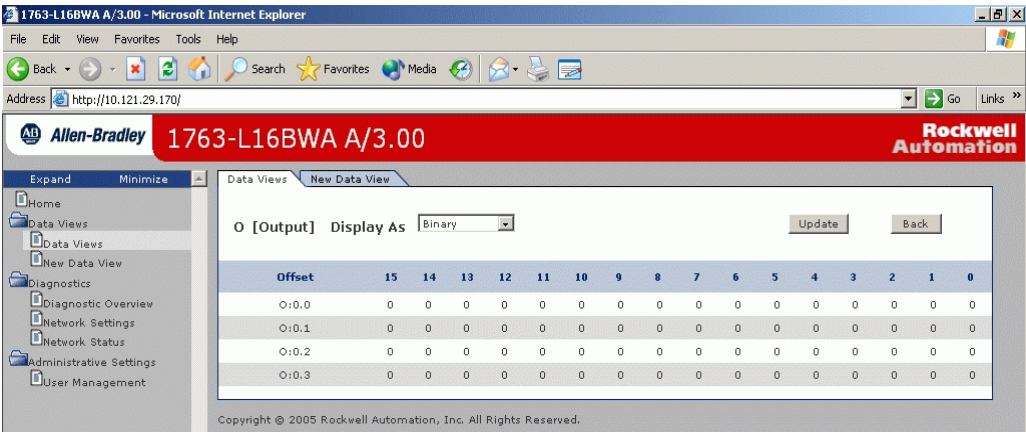 1763-L16BWA A/3.00 - Microsoft Internet Explorer
File Edit View Favorites Tools Help
Back Search Favorites Media
Address http://10.121.29.170/ Go Links »
AB Allen-Bradley 1763-L16BWA A/3.00 Rockwell Automation
Expand Minimize
Home
Data Views
Data Views
New Data View
Diagnostics
Diagnostic Overview
Network Settings
Network Status
Administrative Settings
User Management
Data Views New Data View
O [Output] Display As Binary Update Back
Offset 15 14 13 12 11 10 9 8 7 6 5 4 3 2 1 0
O:0.0 0 0 0 0 0 0 0 0 0 0 0 0 0 0 0 0
O:0.1 0 0 0 0 0 0 0 0 0 0 0 0 0 0 0 0
O:0.2 0 0 0 0 0 0 0 0 0 0 0 0 0 0 0 0
O:0.3 0 0 0 0 0 0 0 0 0 0 0 0 0 0 0 0
Copyright © 2005 Rockwell Automation, Inc. All Rights Reserved.